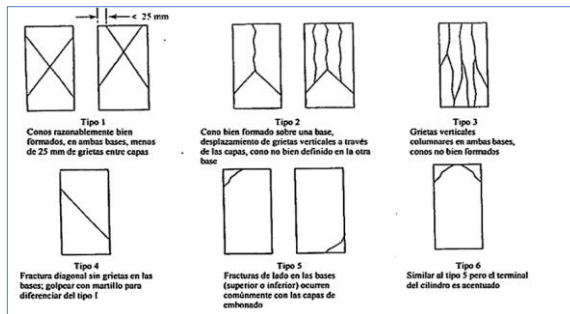 < 25 mm
Tipo 1
Conos razonablemente bien
formados, en ambas bases, menos
de 25 mm de grietas entre capas
Tipo 2
Cono bien formado sobre una base,
desplazamiento de grietas verticales a través
de las capas, cono no bien definido en la otra
base
Tipo 3
Grietas verticales
columnares en ambas bases,
conos no bien formados
Tipo 4
Fractura diagonal sin grietas en las
bases; golpear con martillo para
diferenciar del tipo I
Tipo 5
Fracturas de lado en las bases
(superior o inferior) ocurren
comúnmente con las capas de
embonado
Tipo 6
Similar al tipo 5 pero el terminal
del cilindro es acentuado